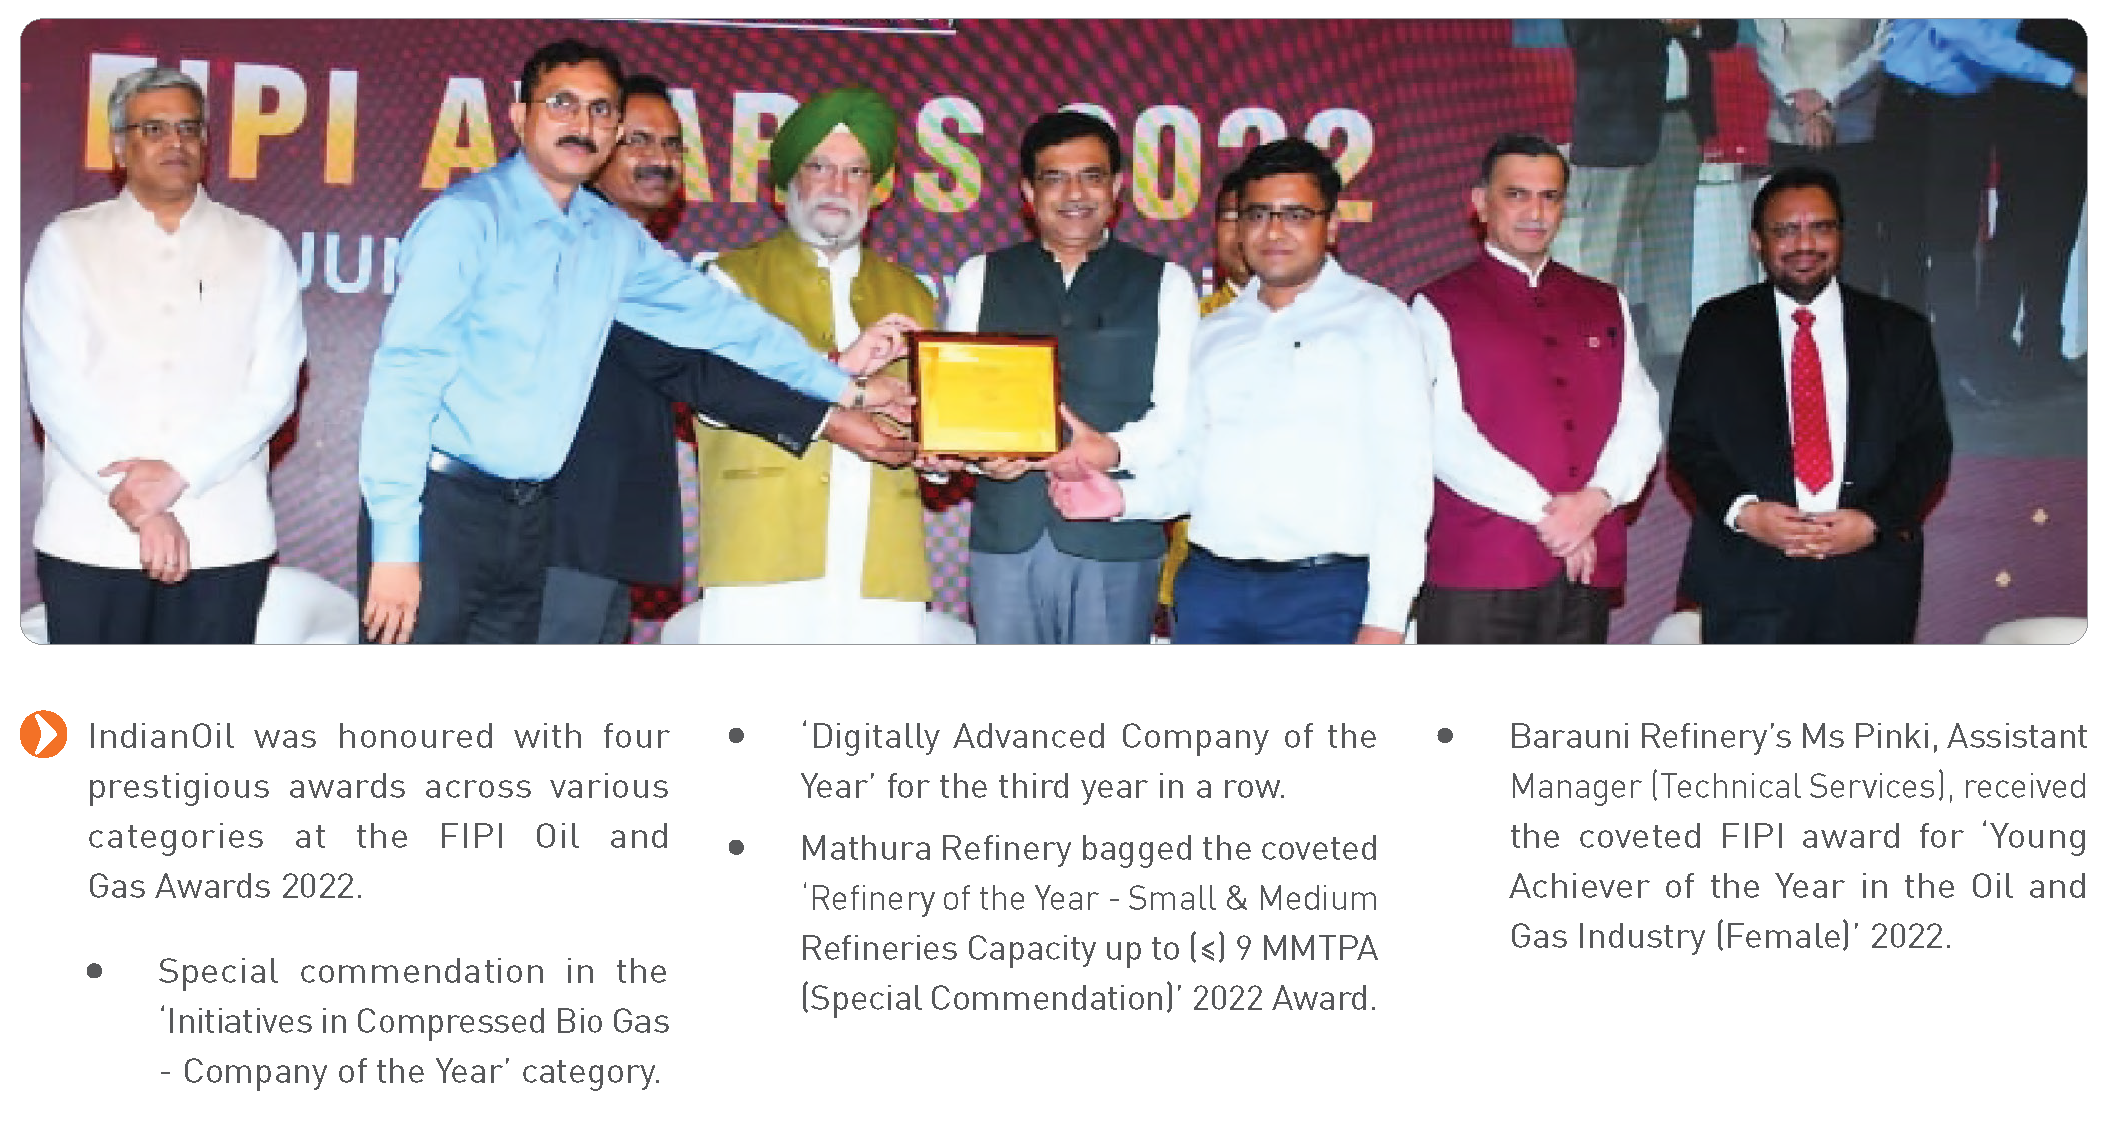 FIPI AWARDS 2022
IndianOil was honoured with four
prestigious awards across various
categories at the FIPI Oil and
Gas Awards 2022.
• Special commendation in the
‘Initiatives in Compressed Bio Gas
- Company of the Year’ category.
• ‘Digitally Advanced Company of the
Year’ for the third year in a row.
• Mathura Refinery bagged the coveted
‘Refinery of the Year - Small & Medium
Refineries Capacity up to (≤) 9 MMTPA
(Special Commendation)’ 2022 Award.
• Barauni Refinery’s Ms Pinki, Assistant
Manager (Technical Services), received
the coveted FIPI award for ‘Young
Achiever of the Year in the Oil and
Gas Industry (Female)’ 2022.